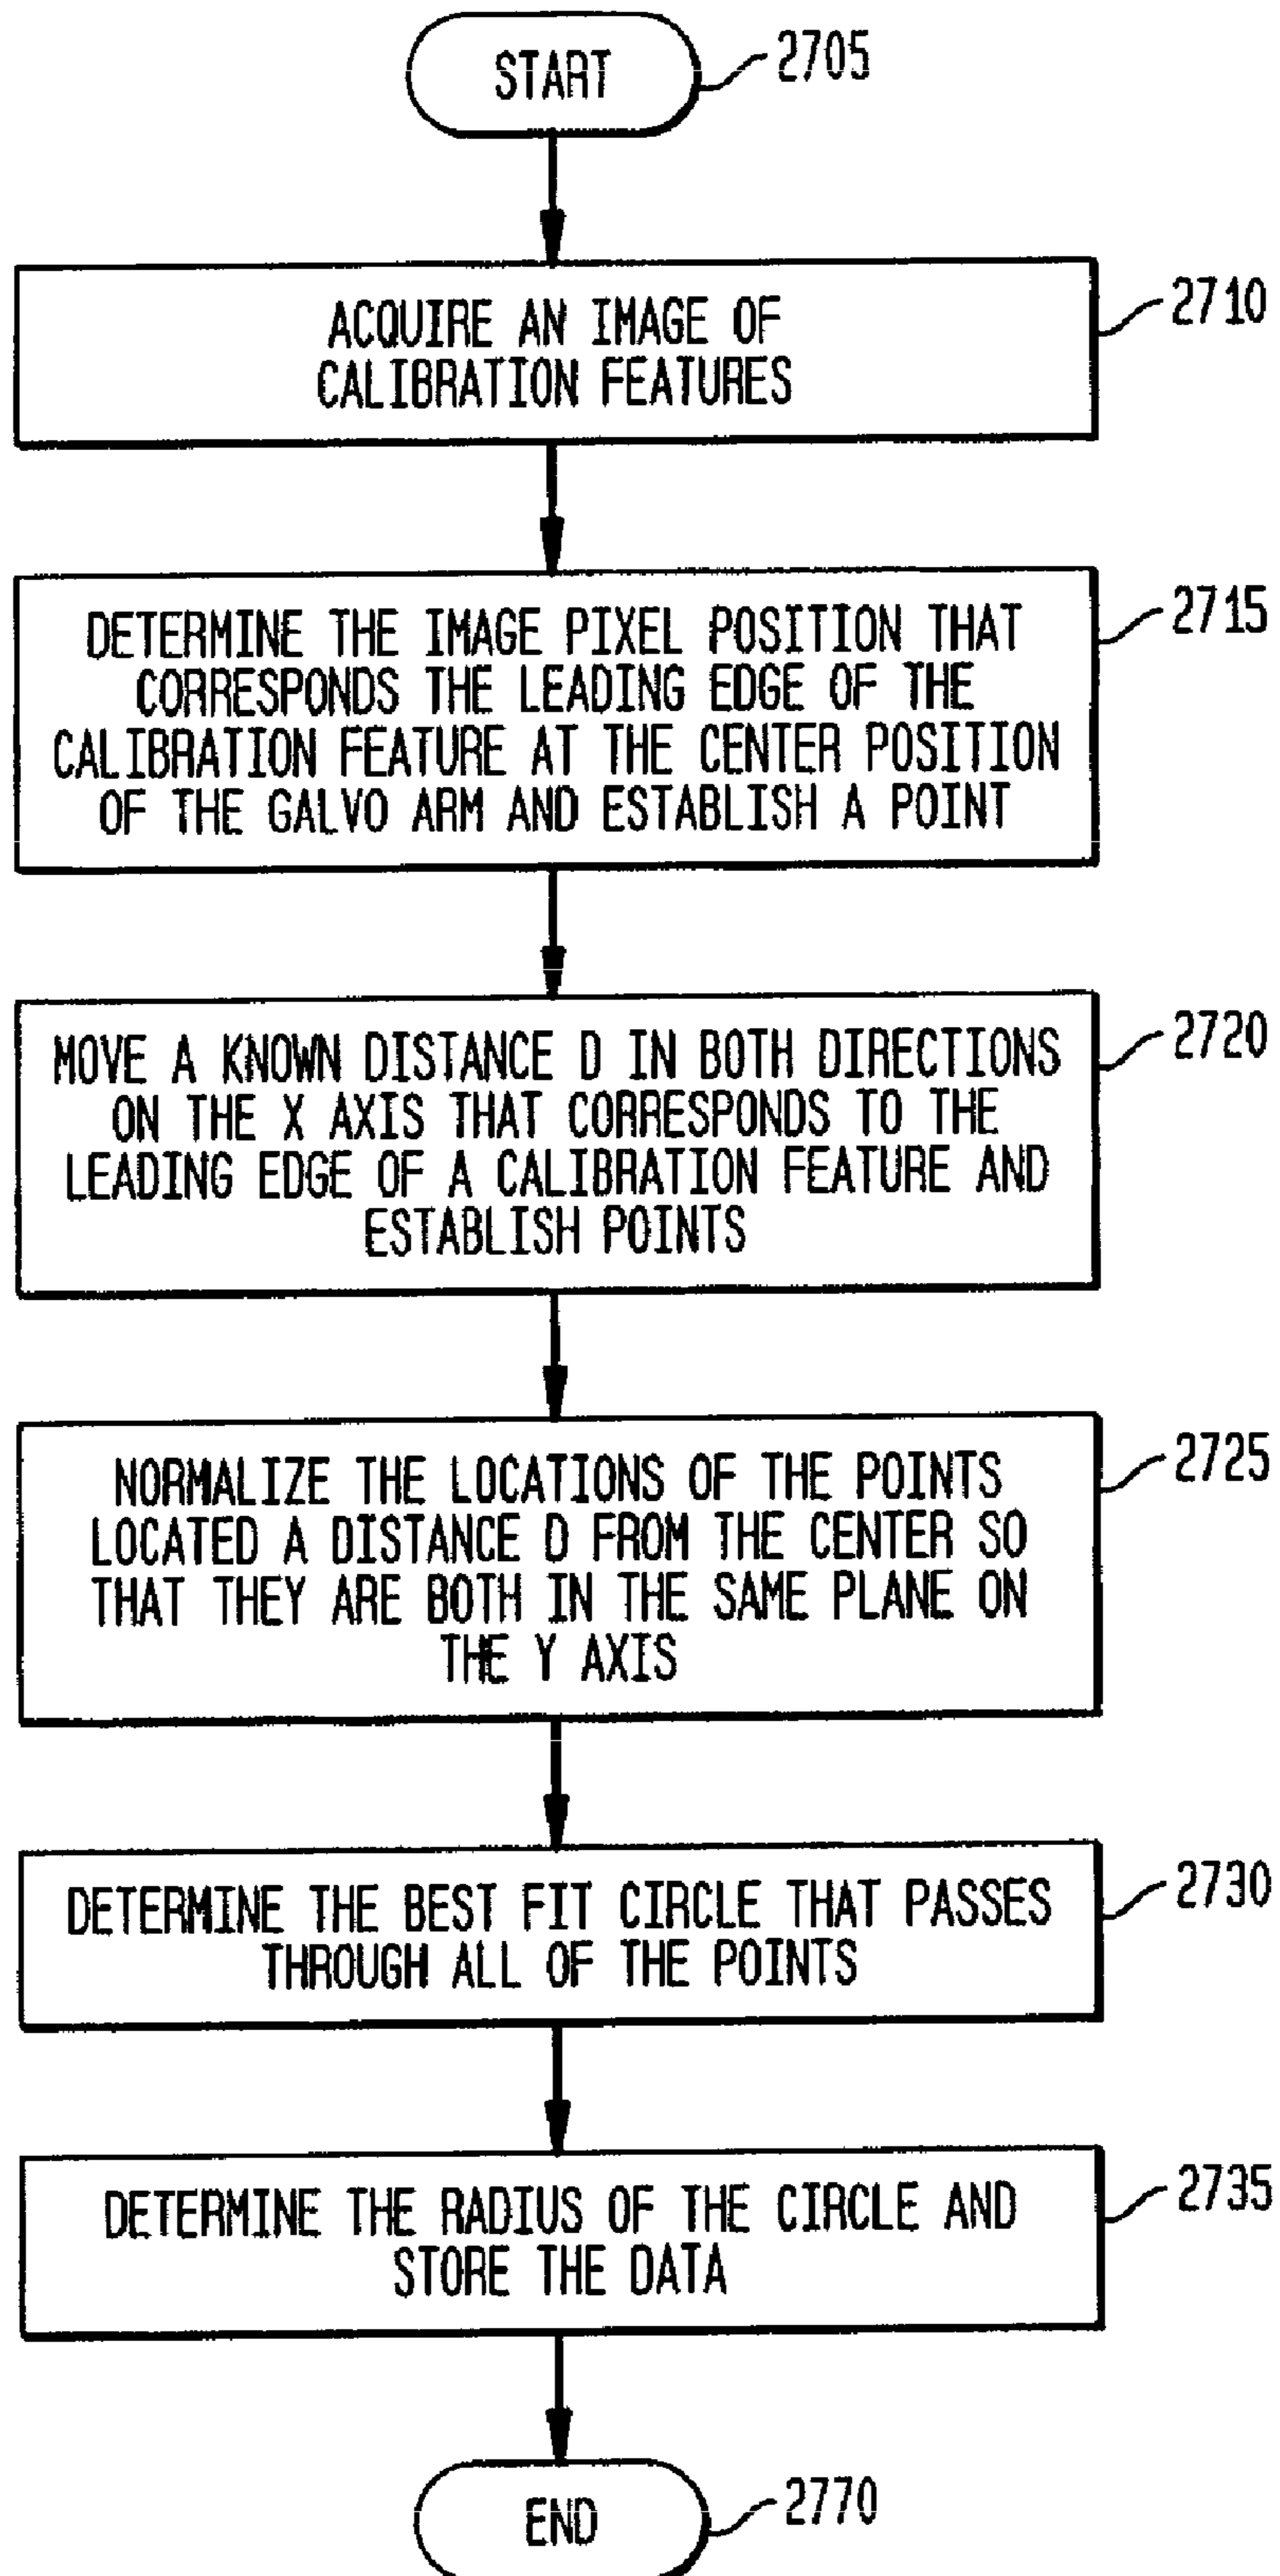 START
2705
ACQUIRE AN IMAGE OF
CALIBRATION FEATURES
2710
DETERMINE THE IMAGE PIXEL POSITION THAT
CORRESPONDS THE LEADING EDGE OF THE
CALIBRATION FEATURE AT THE CENTER POSITION
OF THE GALVO ARM AND ESTABLISH A POINT
2715
MOVE A KNOWN DISTANCE D IN BOTH DIRECTIONS
ON THE X AXIS THAT CORRESPONDS TO THE
LEADING EDGE OF A CALIBRATION FEATURE AND
ESTABLISH POINTS
2720
NORMALIZE THE LOCATIONS OF THE POINTS
LOCATED A DISTANCE D FROM THE CENTER SO
THAT THEY ARE BOTH IN THE SAME PLANE ON
THE Y AXIS
2725
DETERMINE THE BEST FIT CIRCLE THAT PASSES
THROUGH ALL OF THE POINTS
2730
DETERMINE THE RADIUS OF THE CIRCLE AND
STORE THE DATA
2735
END
2770